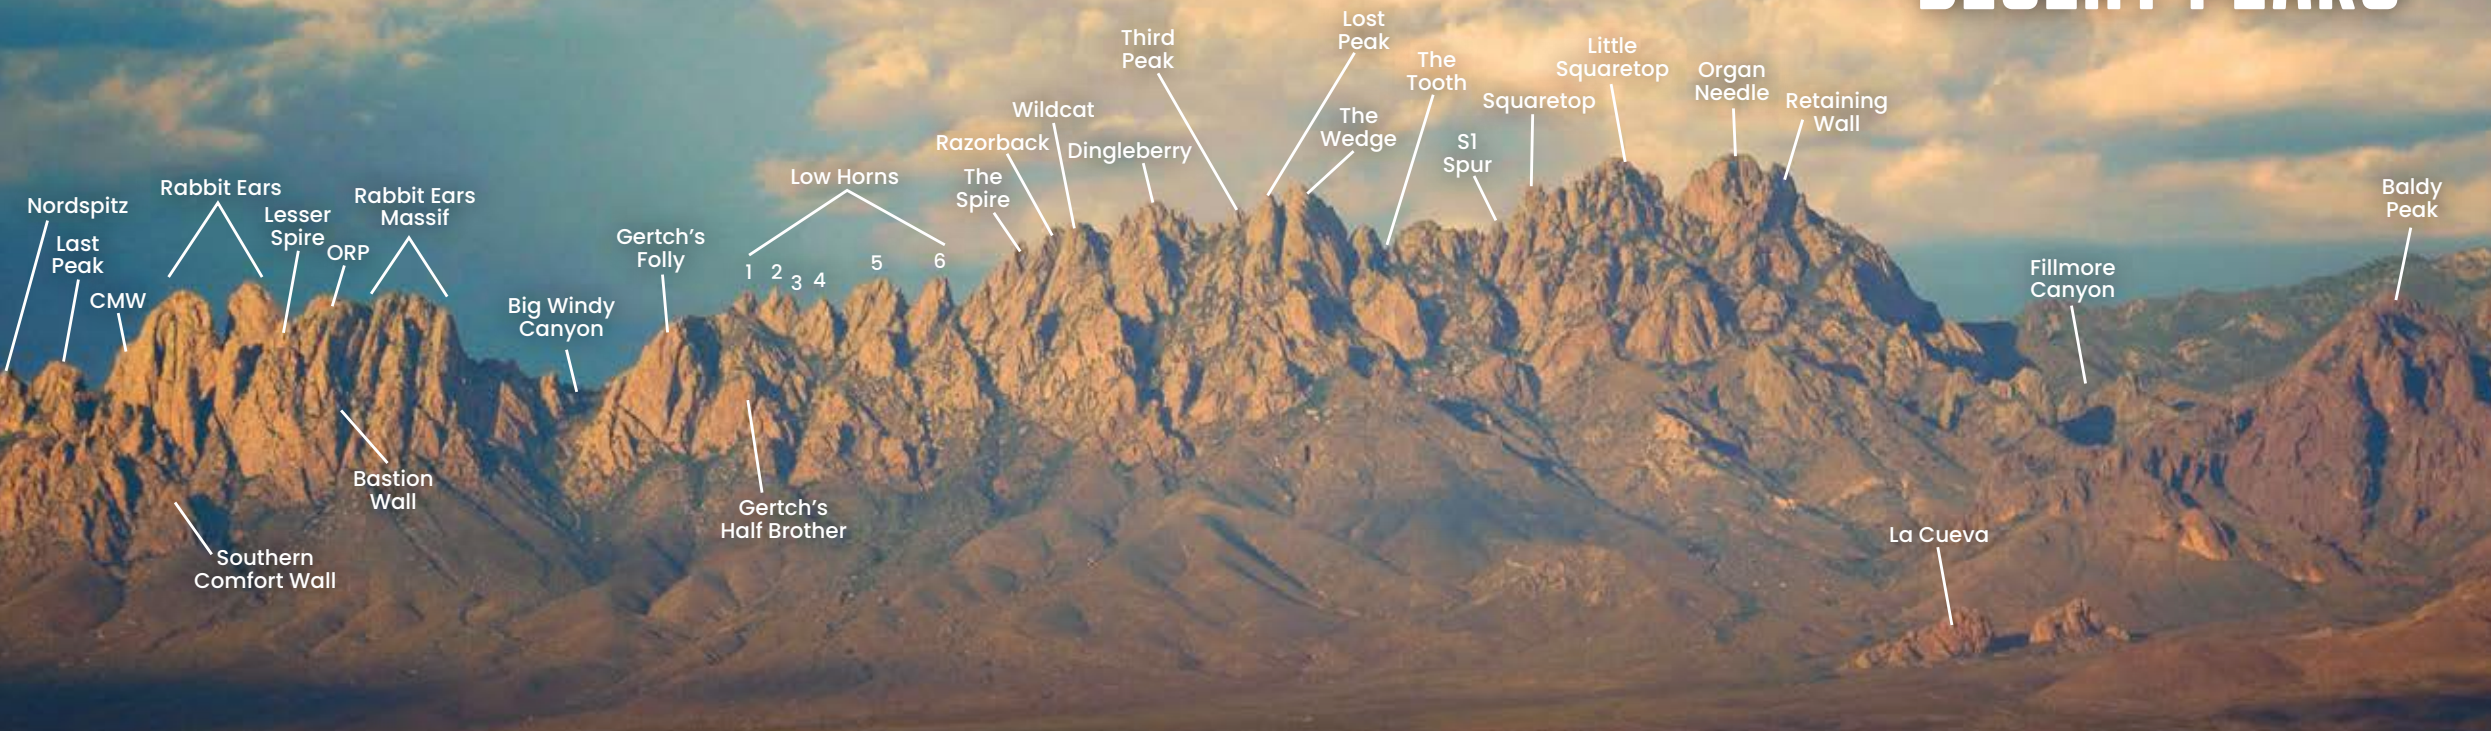 Nordspitz
Last
Peak
CMW
Rabbit Ears
Lesser
Spire
ORP
Rabbit Ears
Massif
Bastion
Wall
Southern
Comfort Wall
Big Windy
Canyon
Gertch's
Folly
Low Horns
1 2 3 4 5 6
Gertch's
Half Brother
The
Spire
Razorback
Wildcat
Dingleberry
Third
Peak
Lost
Peak
The
Wedge
The
Tooth
S1
Spur
Squaretop
Little
Squaretop
Organ
Needle
Retaining
Wall
Fillmore
Canyon
La Cueva
Baldy
Peak